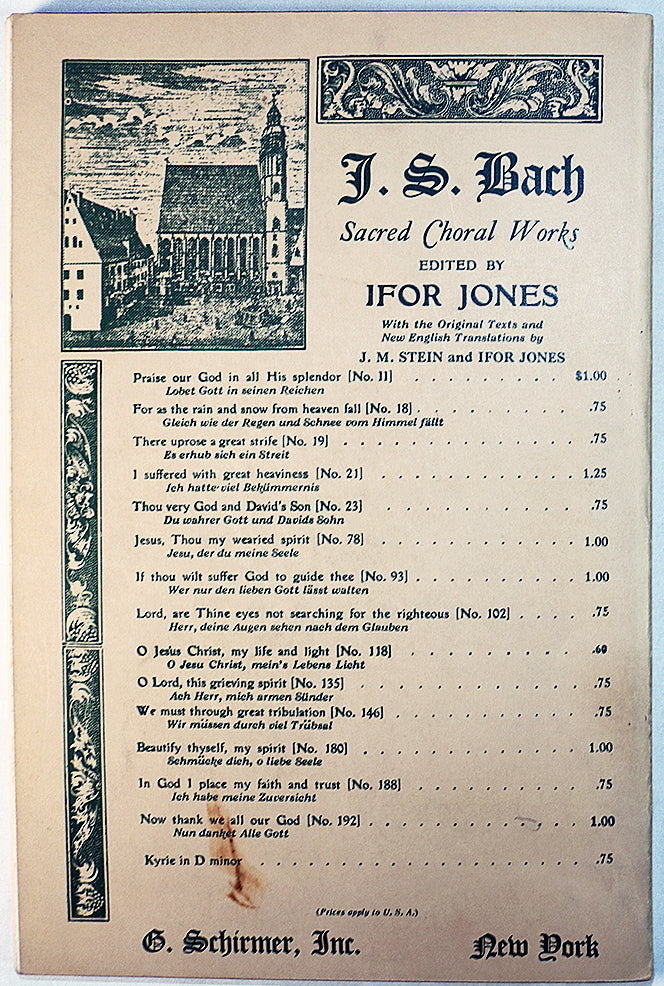 J. S. Bach
Sacred Choral Works
EDITED BY
IFOR JONES
With the Original Texts and
New English Translations by
J. M. STEIN and IFOR JONES
Praise our God in all His splendor [No. 11] . . . . . . . . . $1.00
Lobet Gott in seinen Reichen
For as the rain and snow from heaven fall [No. 18] . . . . . . . . .75
Gleich wie der Regen und Schnee vom Himmel fällt
There uprose a great strife [No. 19] . . . . . . . . . . . . .75
Es erhub sich ein Streit
I suffered with great heaviness [No. 21] . . . . . . . . . . . 1.25
Ich hatte viel Bekümmernis
Thou very God and David's Son [No. 23] . . . . . . . . . . . .75
Du wahrer Gott und Davids Sohn
Jesus, Thou my wearied spirit [No. 78] . . . . . . . . . . . 1.00
Jesu, der du meine Seele
If thou wilt suffer God to guide thee [No. 93] . . . . . . . . . 1.00
Wer nur den lieben Gott lässt walten
Lord, are Thine eyes not searching for the righteous [No. 102] . . . . .75
Herr, deine Augen sehen nach dem Glauben
O Jesus Christ, my life and light [No. 118] . . . . . . . . . .60
O Jesu Christ, mein's Lebens Licht
O Lord, this grieving spirit [No. 135] . . . . . . . . . . . .75
Ach Herr, mich armen Sünder
We must through great tribulation [No. 146] . . . . . . . . . . .75
Wir müssen durch viel Trübsal
Beautify thyself, my spirit [No. 180] . . . . . . . . . . . . 1.00
Schmücke dich, o liebe Seele
In God I place my faith and trust [No. 188] . . . . . . . . . . .75
Ich habe meine Zuversicht
Now thank we all our God [No. 192] . . . . . . . . . . . . 1.00
Nun danket Alle Gott
Kyrie in D minor . . . . . . . . . . . . . . . . . .75
(Prices apply to U. S. A.)
G. Schirmer, Inc. New York